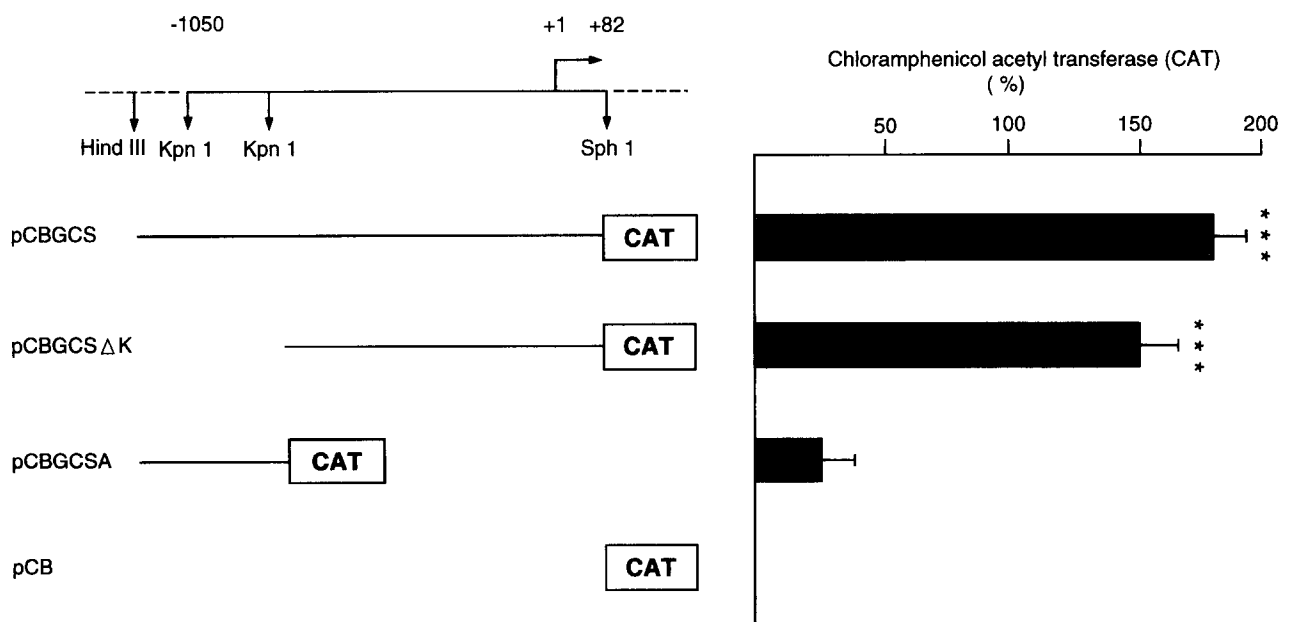 -1050 +1 +82
Hind III Kpn 1 Kpn 1 Sph 1
Chloramphenicol acetyl transferase (CAT)
( %)
50 100 150 200
pCBGCS CAT ***
pCBGCS△K CAT ***
pCBGCSA CAT
pCB CAT